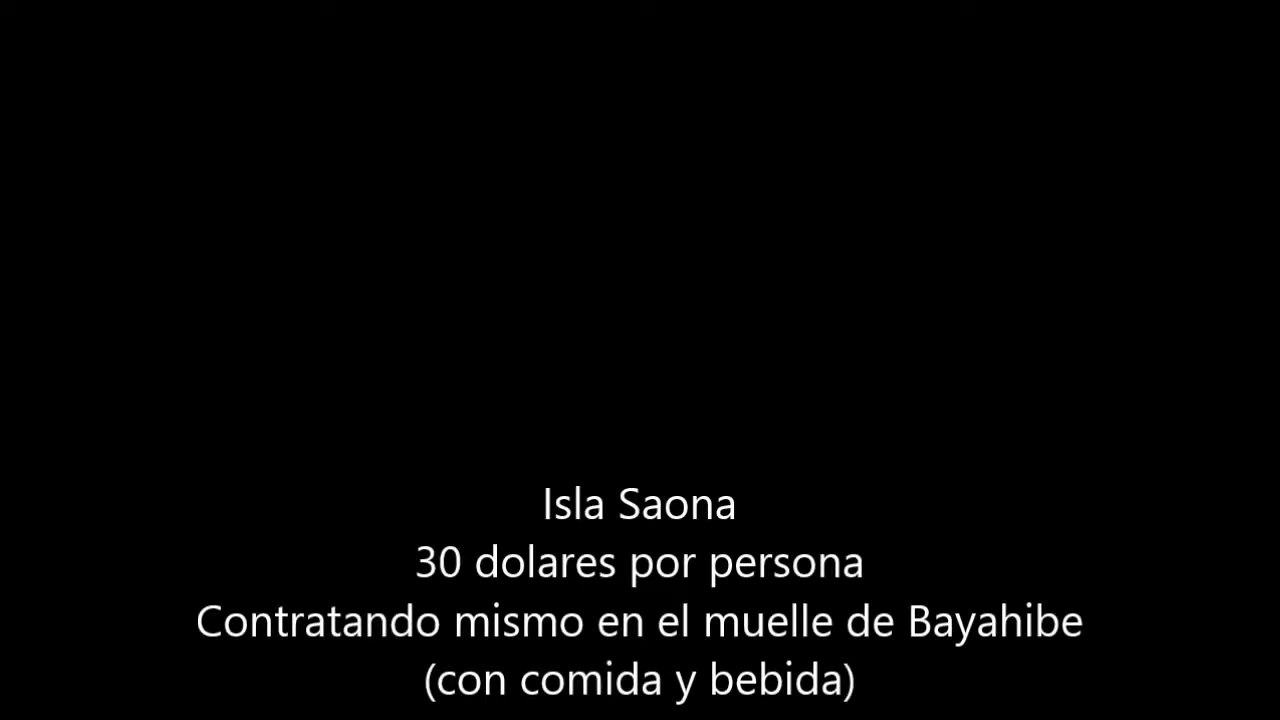 Isla Saona
30 dolares por persona
Contratando mismo en el muelle de Bayahibe
(con comida y bebida)